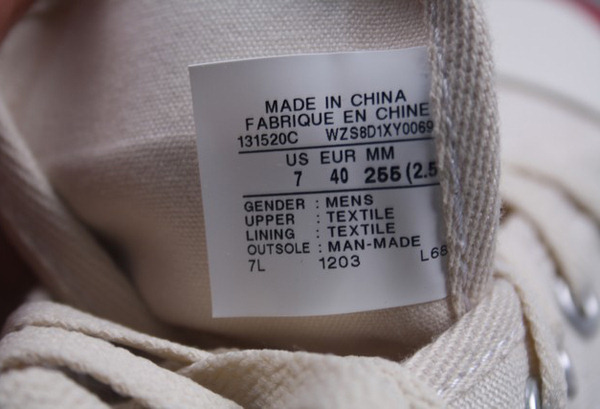 MADE IN CHINA
FABRIQUE EN CHINE
131520C WZS8D1XY0069
US EUR MM
7 40 255 (2.5
GENDER : MENS
UPPER : TEXTILE
LINING : TEXTILE
OUTSOLE : MAN-MADE
7L 1203 L68